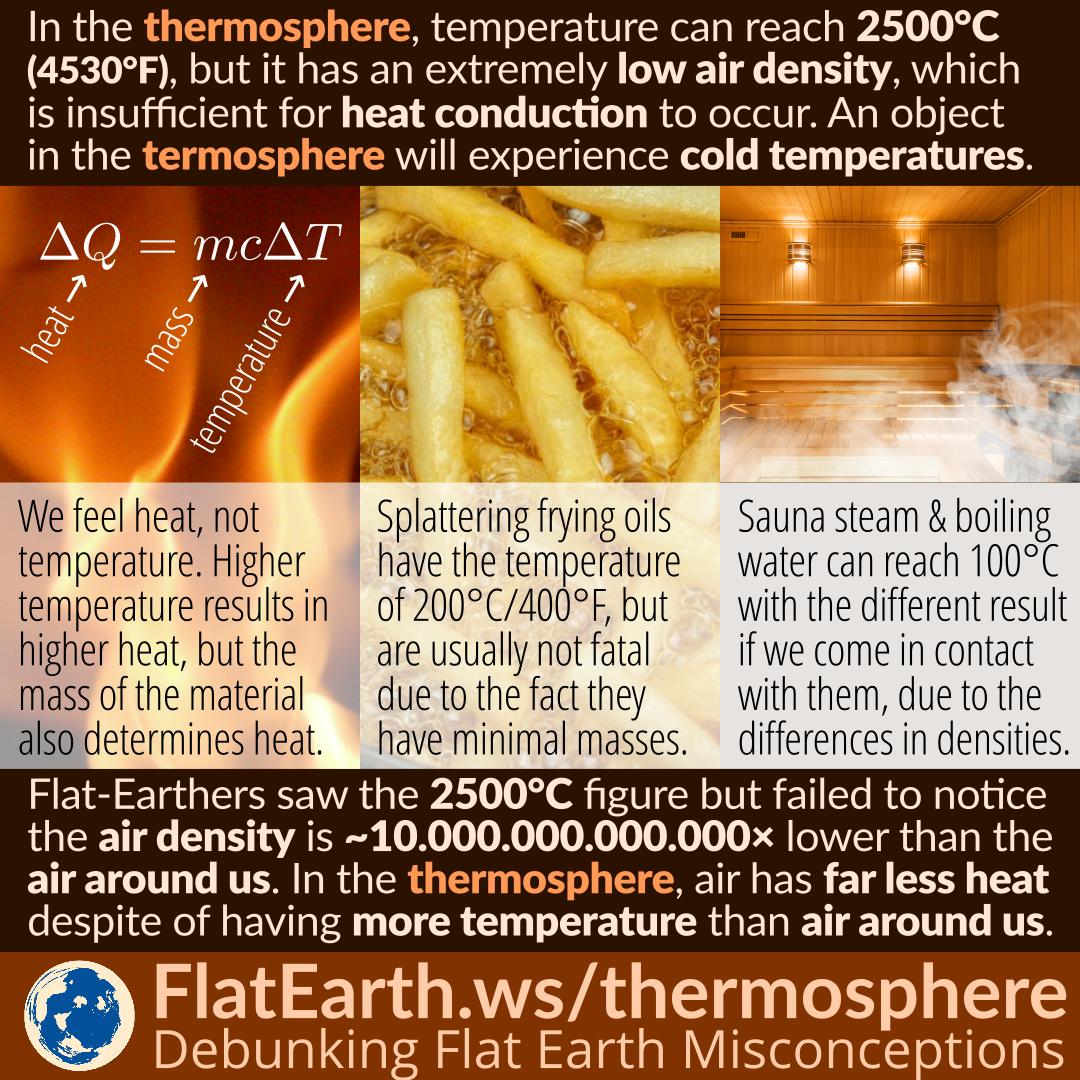 In the thermosphere, temperature can reach 2500°C
(4530°F), but it has an extremely low air density, which
is insufficient for heat conduction to occur. An object
in the termosphere will experience cold temperatures.
ΔQ = mcΔT
heat
mass
temperature
We feel heat, not
temperature. Higher
temperature results in
higher heat, but the
mass of the material
also determines heat.
Splattering frying oils
have the temperature
of 200°C/400°F, but
are usually not fatal
due to the fact they
have minimal masses.
Sauna steam & boiling
water can reach 100°C
with the different result
if we come in contact
with them, due to the
differences in densities.
Flat-Earthers saw the 2500°C figure but failed to notice
the air density is ~10.000.000.000.000× lower than the
air around us. In the thermosphere, air has far less heat
despite of having more temperature than air around us.
FlatEarth.ws/thermosphere
Debunking Flat Earth Misconceptions